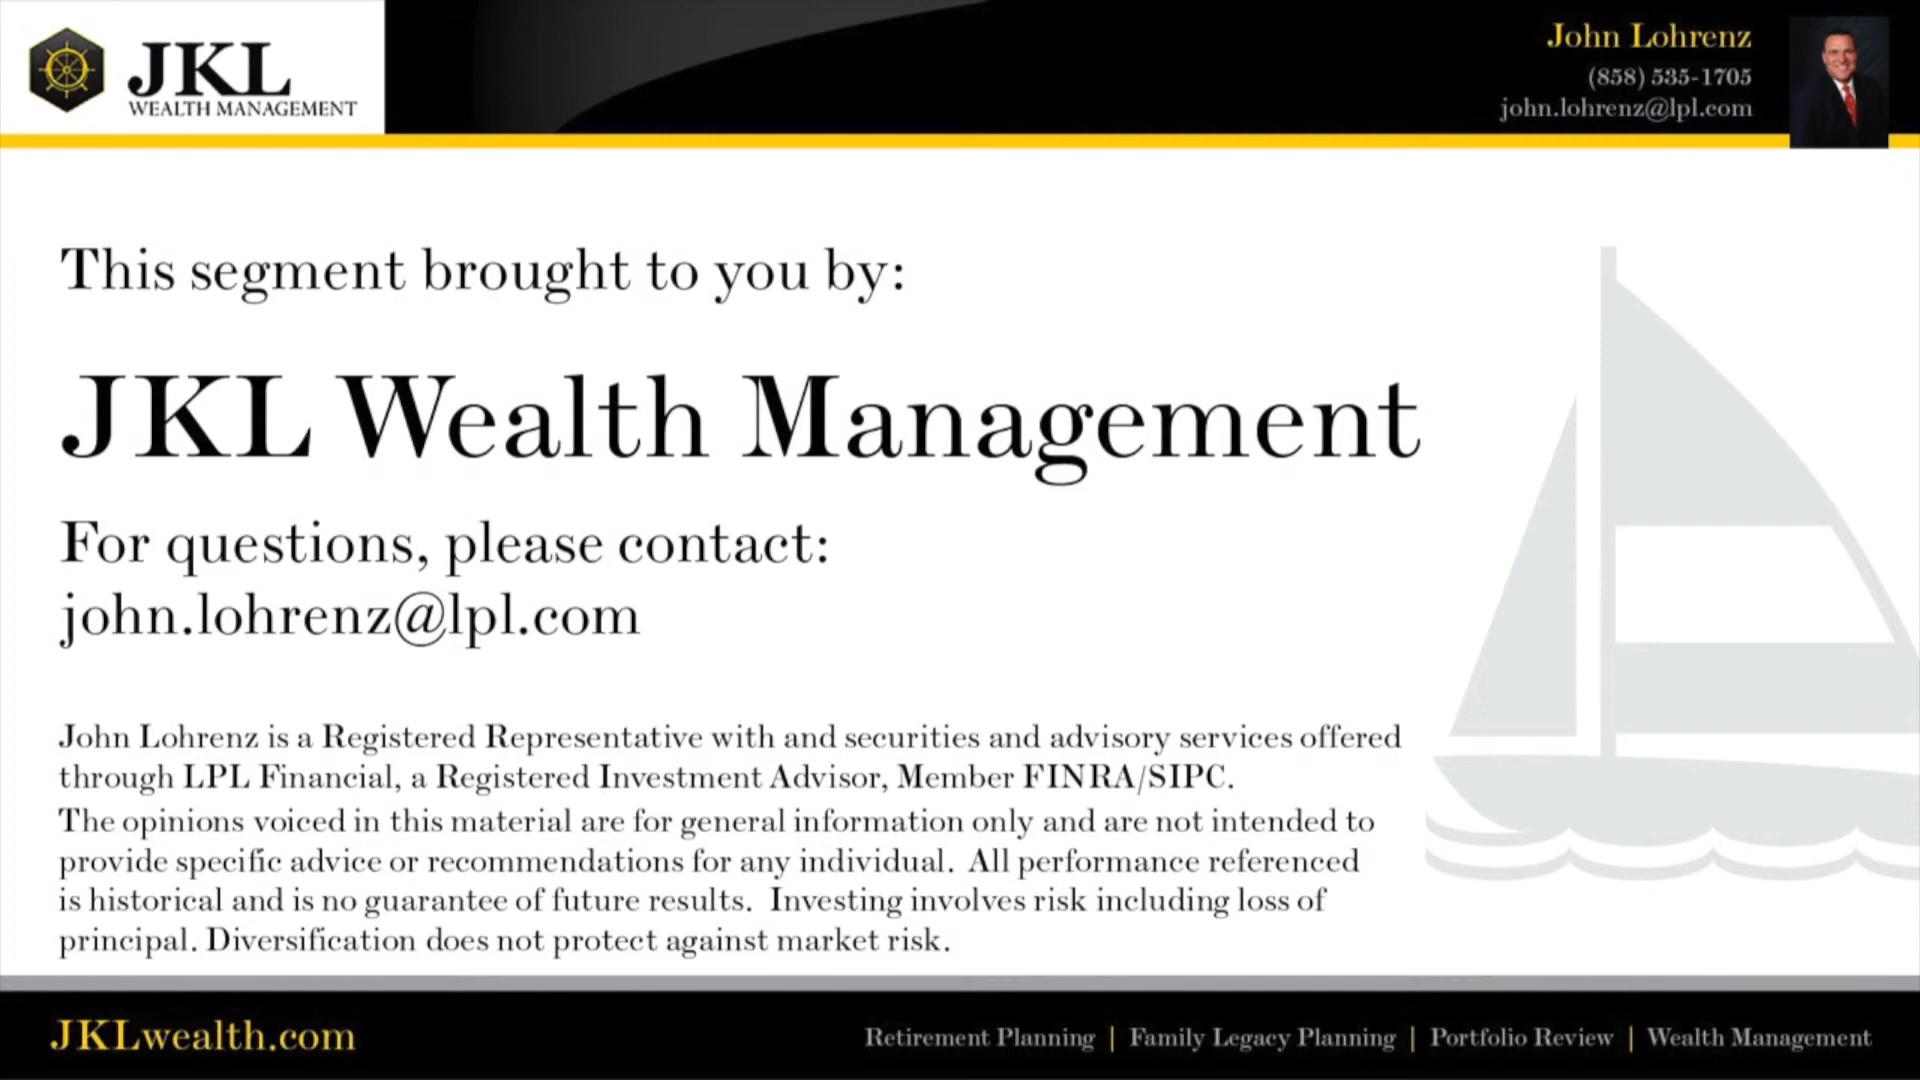 JKL
WEALTH MANAGEMENT
John Lohrenz
(858) 535-1705
john.lohrenz@lpl.com
This segment brought to you by:
JKL Wealth Management
For questions, please contact:
john.lohrenz@lpl.com
John Lohrenz is a Registered Representative with and securities and advisory services offered
through LPL Financial, a Registered Investment Advisor, Member FINRA/SIPC.
The opinions voiced in this material are for general information only and are not intended to
provide specific advice or recommendations for any individual. All performance referenced
is historical and is no guarantee of future results. Investing involves risk including loss of
principal. Diversification does not protect against market risk.
JKLwealth.com
Retirement Planning | Family Legacy Planning | Portfolio Review | Wealth Management